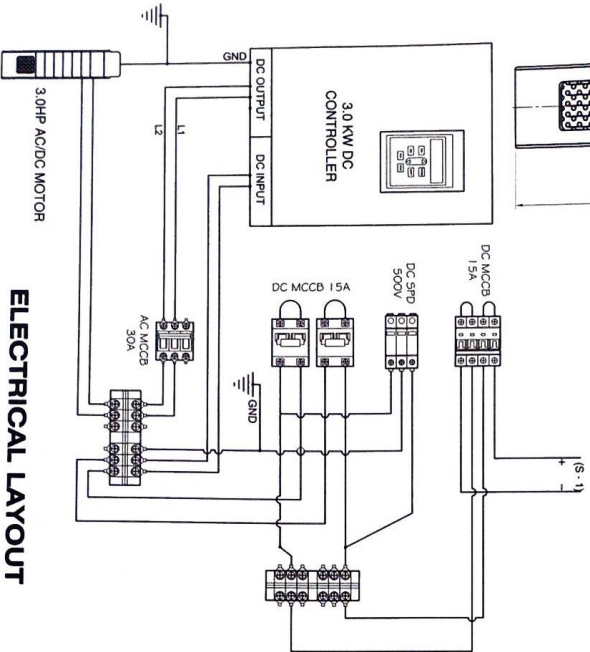 GND
DC OUTPUT
DC INPUT
3.0 KW DC
CONTROLLER
3.0HP AC/DC MOTOR
L1
L2
AC MCCB
30A
DC MCCB 15A
DC SPD
500V
DC MCCB
15A
(S - 1)
+
−
GND
ELECTRICAL LAYOUT